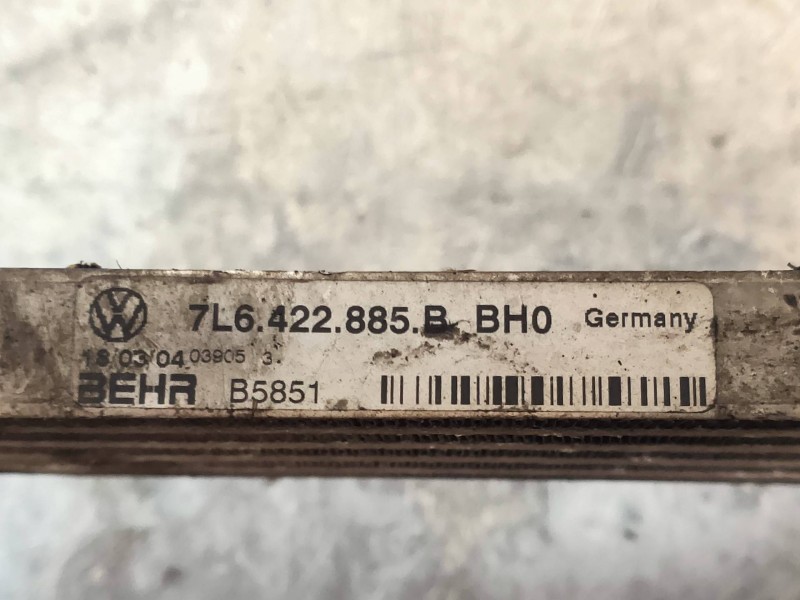 7L6.422.885.B BH0 Germany
18/03/04 03905 3.
BEHR B5851